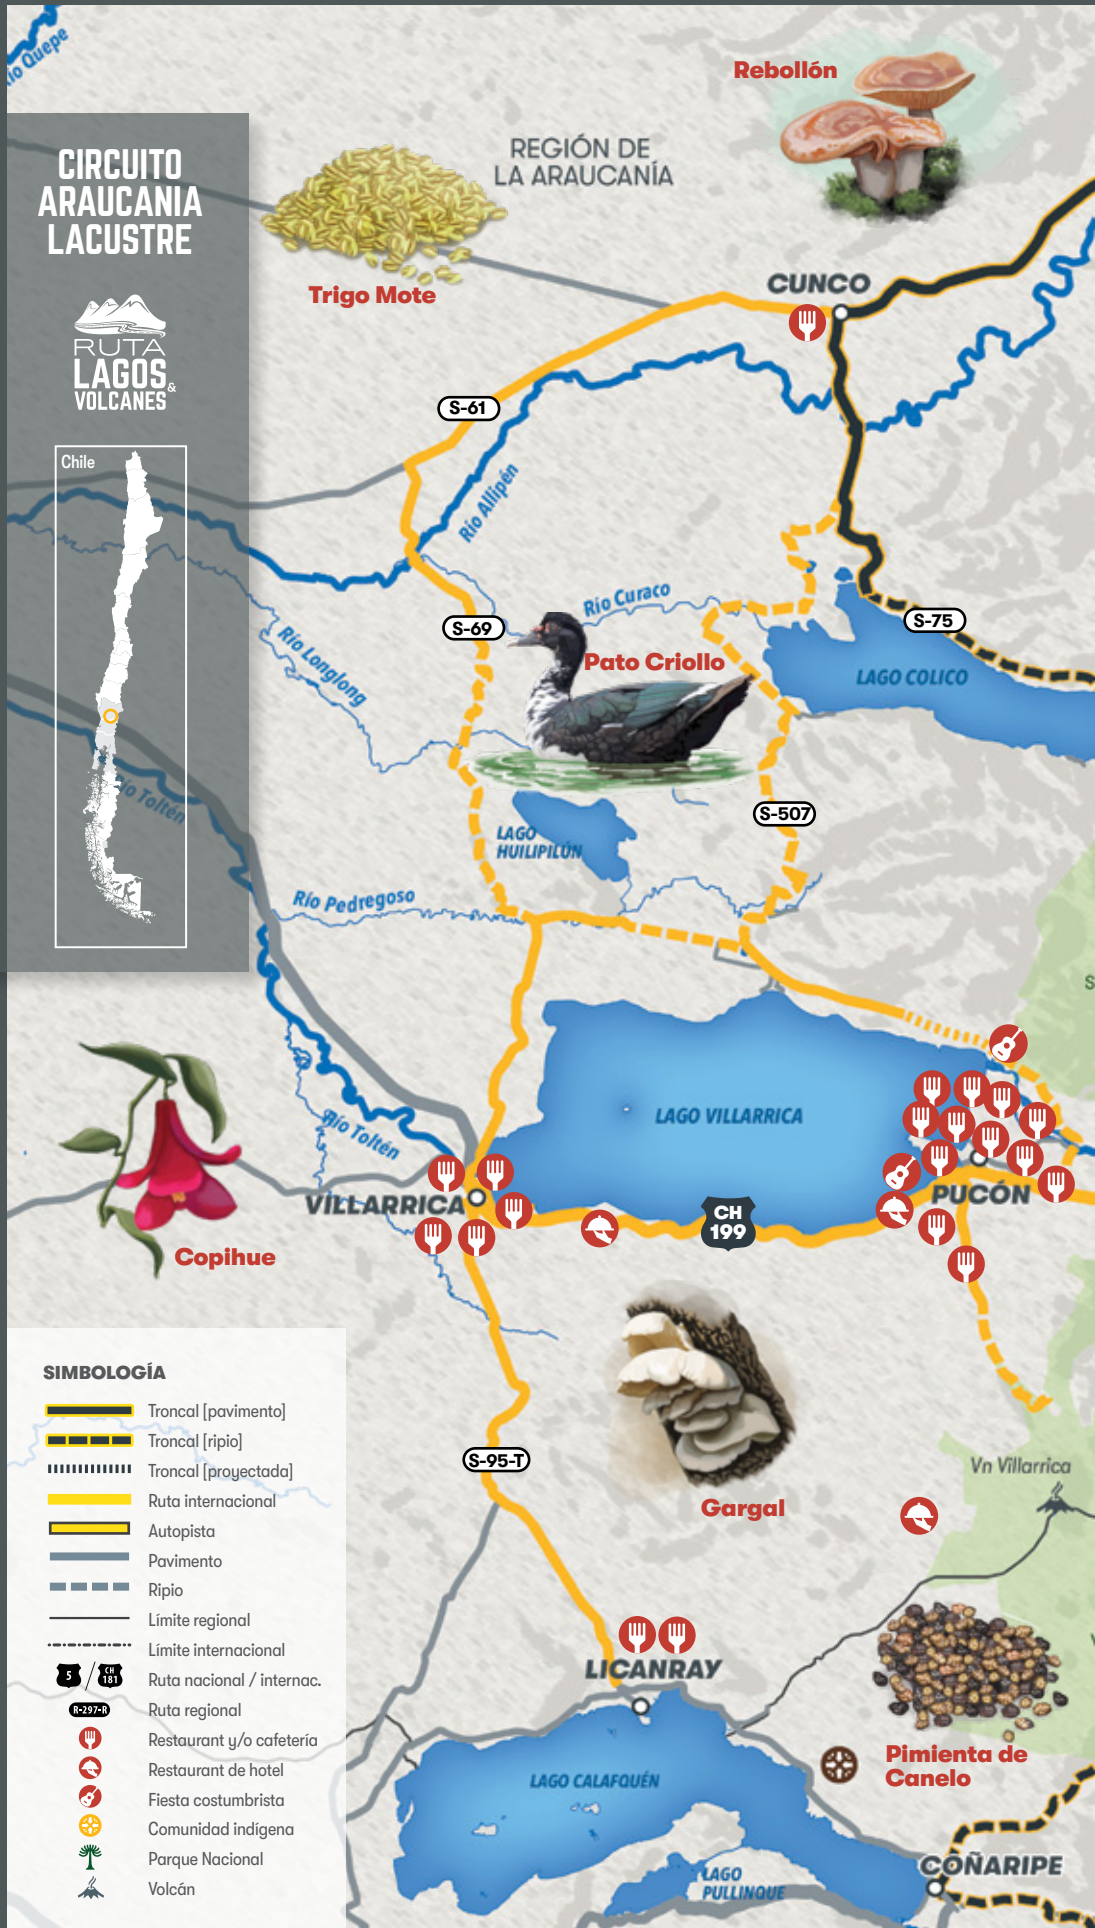 Río Quepe
CIRCUITO
ARAUCANIA
LACUSTRE
RUTA
LAGOS
&
VOLCANES
Chile
Rebollón
REGIÓN DE
LA ARAUCANÍA
Trigo Mote
CUNCO
S-61
Río Allipén
S-69
Río Curaco
S-75
Pato Criollo
Río Longlong
LAGO COLICO
Río Toltén
S-507
LAGO
HUILIPILÚN
Río Pedregoso
S
LAGO VILLARRICA
Río Toltén
VILLARRICA
PUCÓN
CH
199
Copihue
Gargal
S-95-T
Vn Villarrica
LICANRAY
Pimienta de
Canelo
LAGO CALAFQUÉN
COÑARIPE
LAGO
PULLINQUE
SIMBOLOGÍA
Troncal [pavimento]
Troncal [ripio]
Troncal [proyectada]
Ruta internacional
Autopista
Pavimento
Ripio
Límite regional
Límite internacional
5 / CH 181 Ruta nacional / internac.
R-297-R Ruta regional
Restaurant y/o cafetería
Restaurant de hotel
Fiesta costumbrista
Comunidad indígena
Parque Nacional
Volcán